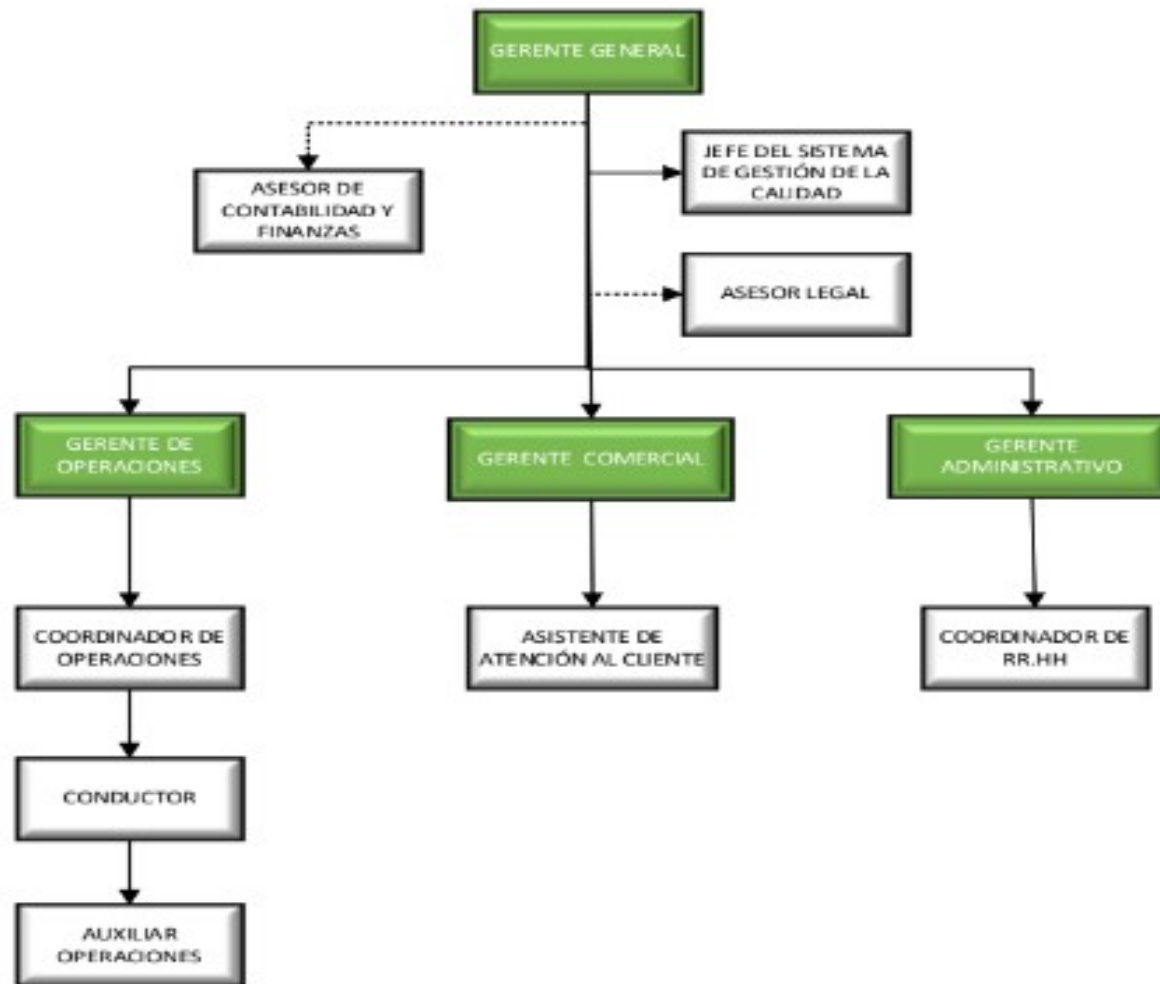 GERENTE GENERAL
JEFE DEL SISTEMA
DE GESTIÓN DE LA
CALIDAD
ASESOR DE
CONTABILIDAD Y
FINANZAS
ASESOR LEGAL
GERENTE DE
OPERACIONES
GERENTE COMERCIAL
GERENTE
ADMINISTRATIVO
COORDINADOR DE
OPERACIONES
ASISTENTE DE
ATENCIÓN AL CLIENTE
COORDINADOR DE
RR.HH
CONDUCTOR
AUXILIAR
OPERACIONES